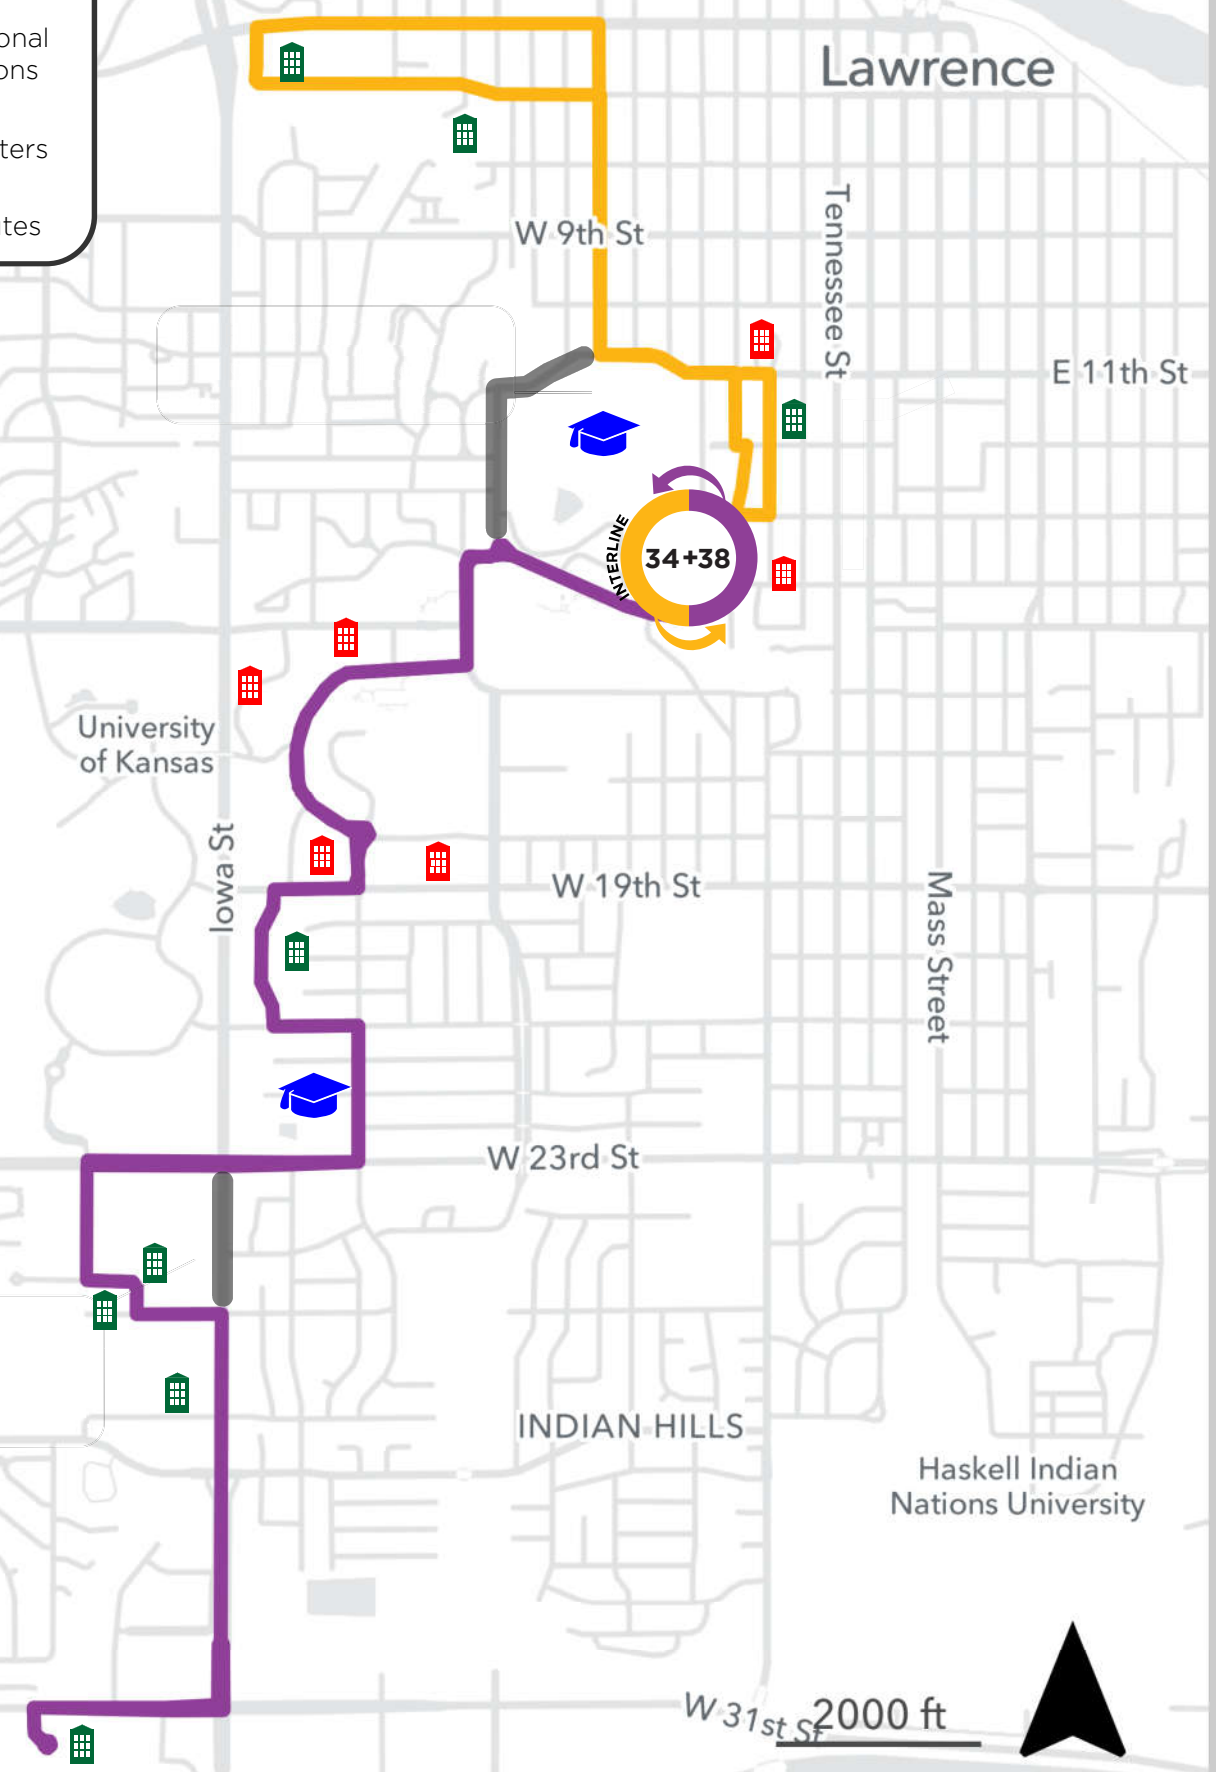 onal
ons
ters
ites
Lawrence
W 9th St
Tennessee St
E 11th St
INTERLINE
34+38
University
of Kansas
Iowa St
W 19th St
Mass Street
W 23rd St
INDIAN HILLS
Haskell Indian
Nations University
W 31st St
2000 ft